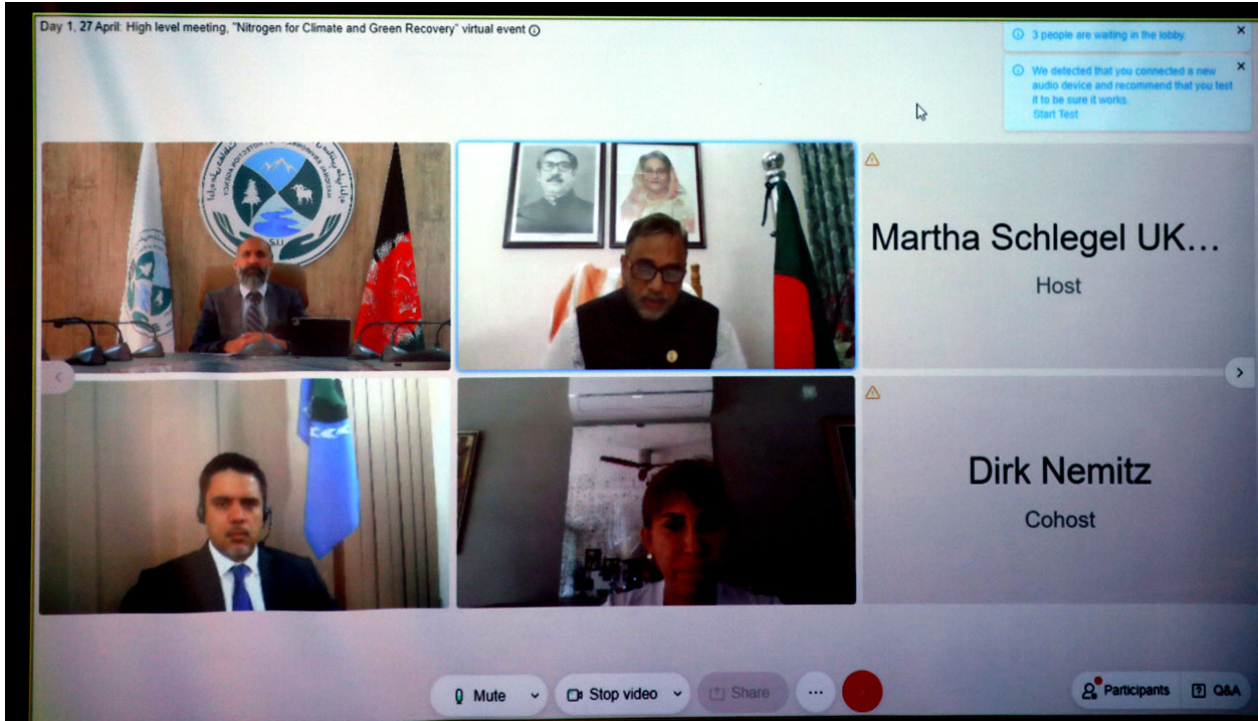 Day 1, 27 April: High level meeting, "Nitrogen for Climate and Green Recovery" virtual event
3 people are waiting in the lobby.
We detected that you connected a new
audio device and recommend that you test
it to be sure it works.
Start Test
Martha Schlegel UK...
Host
Dirk Nemitz
Cohost
Mute
Stop video
Share
Participants
Q&A